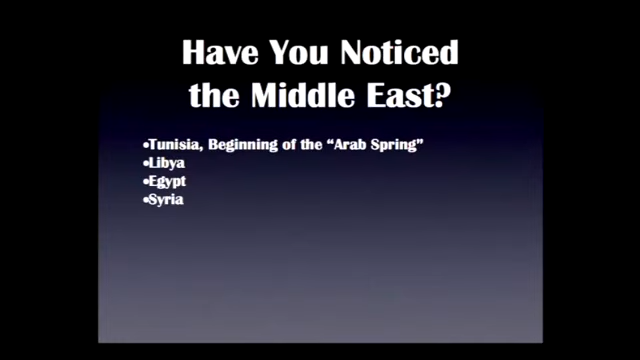 Have You Noticed
the Middle East?
•Tunisia, Beginning of the “Arab Spring”
•Libya
•Egypt
•Syria